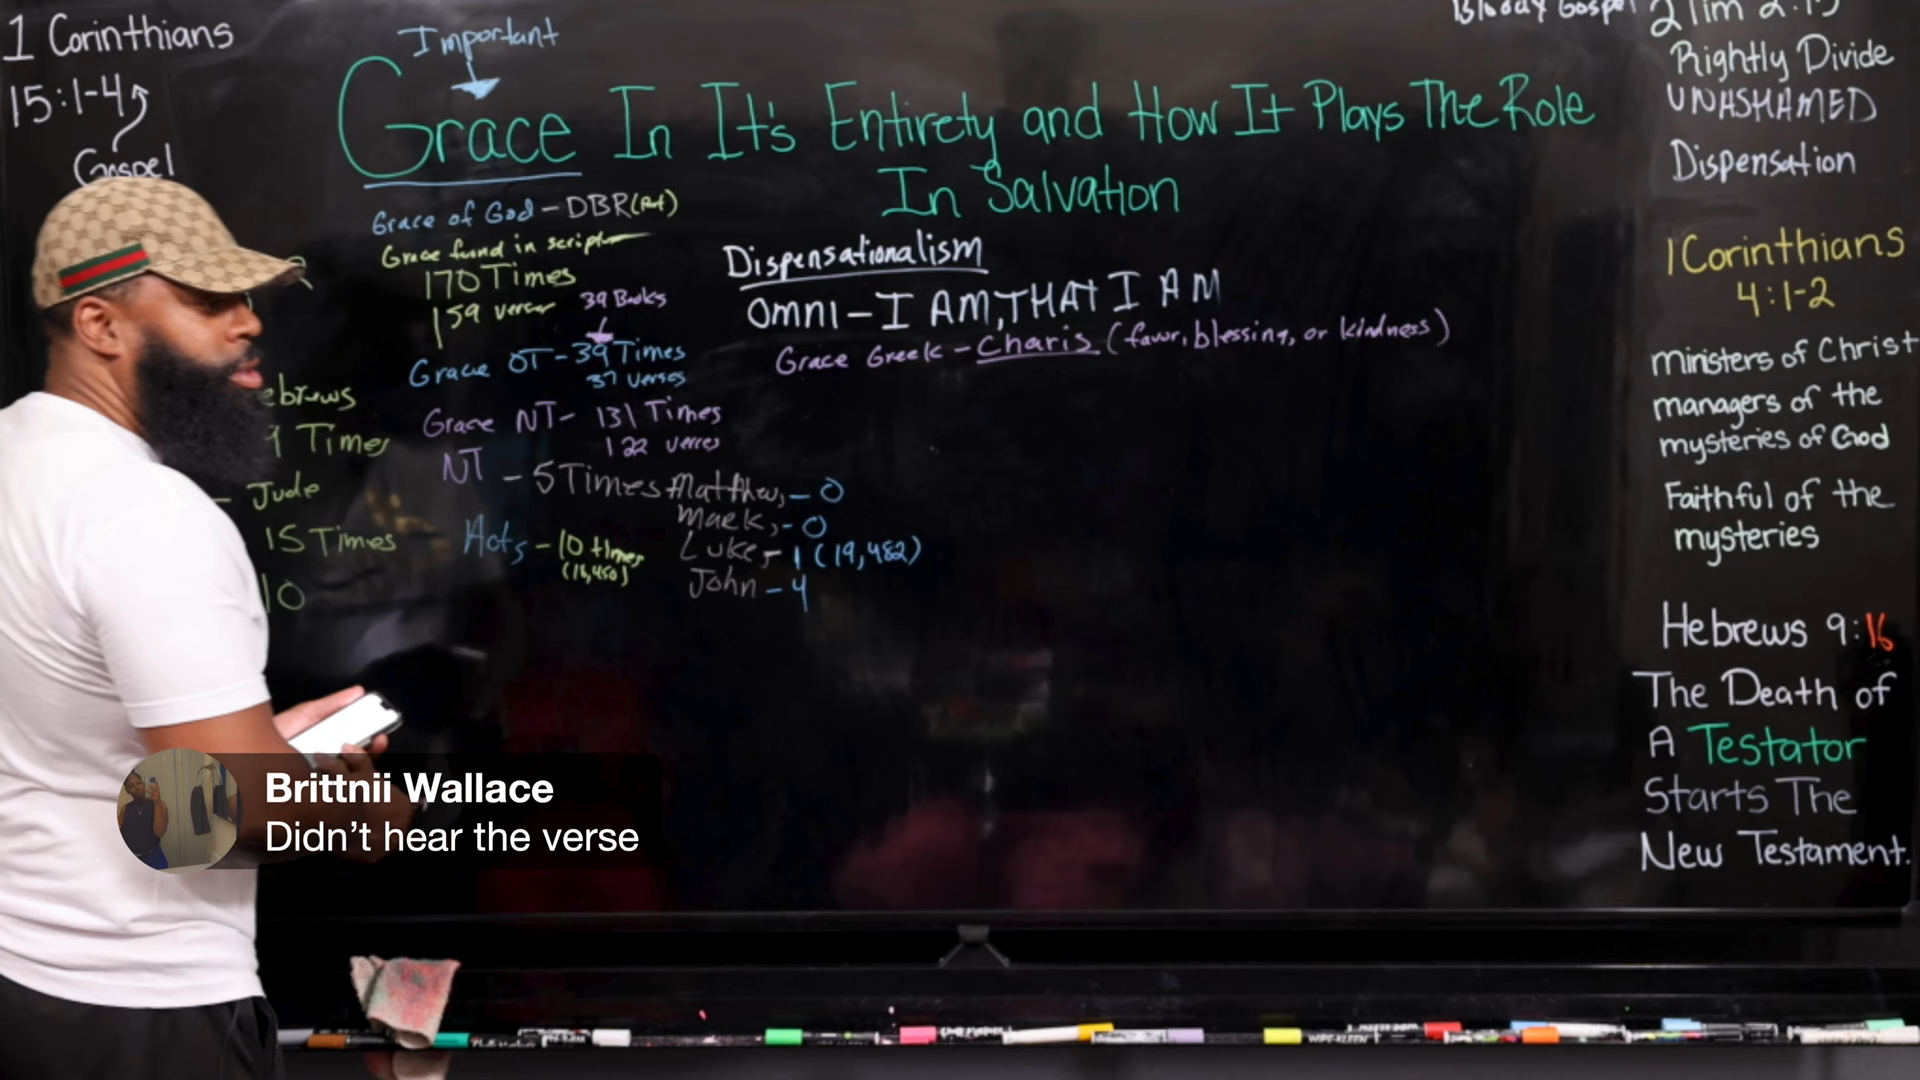 1 Corinthians
15:1-4
Gospel
Important
Grace In It's Entirety and How It Plays The Role
In Salvation
Grace of God - DBR
Grace found in
170 Times
159 verses
39 Books
Grace OT - 39 Times
37 verses
Grace NT - 131 Times
122 verses
NT - 5 Times Matthew, - 0
Mark, - 0
Luke, - 1 (19,482)
John - 4
Acts - 10 times
(18,450)
ebrews
Times
- Jude
15 Times
10
Dispensationalism
Omni - I AM, THAT I AM
Grace Greek - Charis (favor, blessing, or kindness)
Bloody Gospel
2 Tim 2:15
Rightly Divide
UNASHAMED
Dispensation
1 Corinthians
4:1-2
ministers of Christ
managers of the
mysteries of God
Faithful of the
mysteries
Hebrews 9:16
The Death of
A Testator
Starts The
New Testament.
Brittnii Wallace
Didn't hear the verse